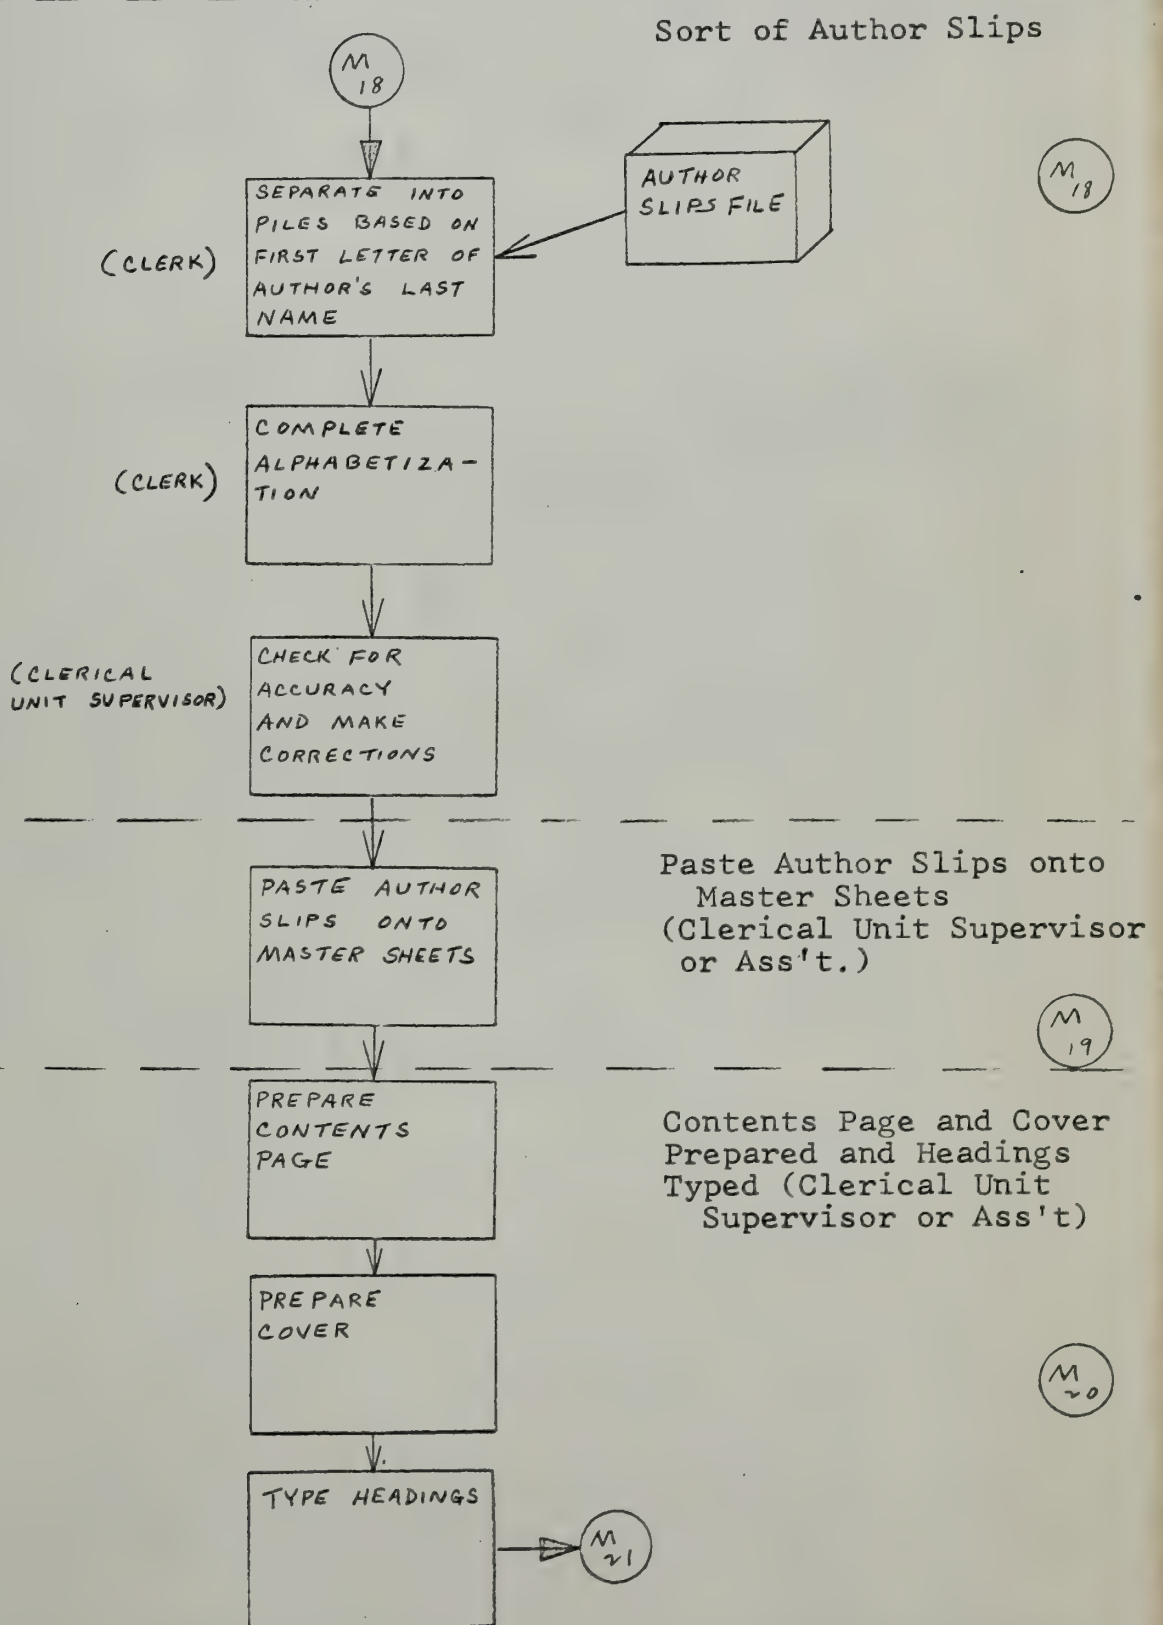 Sort of Author Slips
M
18
SEPARATE INTO
PILES BASED ON
FIRST LETTER OF
AUTHOR'S LAST
NAME
(CLERK)
AUTHOR
SLIPS FILE
M
18
COMPLETE
ALPHABETIZA-
TION
(CLERK)
CHECK FOR
ACCURACY
AND MAKE
CORRECTIONS
(CLERICAL
UNIT SUPERVISOR)
PASTE AUTHOR
SLIPS ONTO
MASTER SHEETS
Paste Author Slips onto
Master Sheets
(Clerical Unit Supervisor
or Ass't.)
M
19
PREPARE
CONTENTS
PAGE
Contents Page and Cover
Prepared and Headings
Typed (Clerical Unit
Supervisor or Ass't)
PREPARE
COVER
M
20
TYPE HEADINGS
M
21